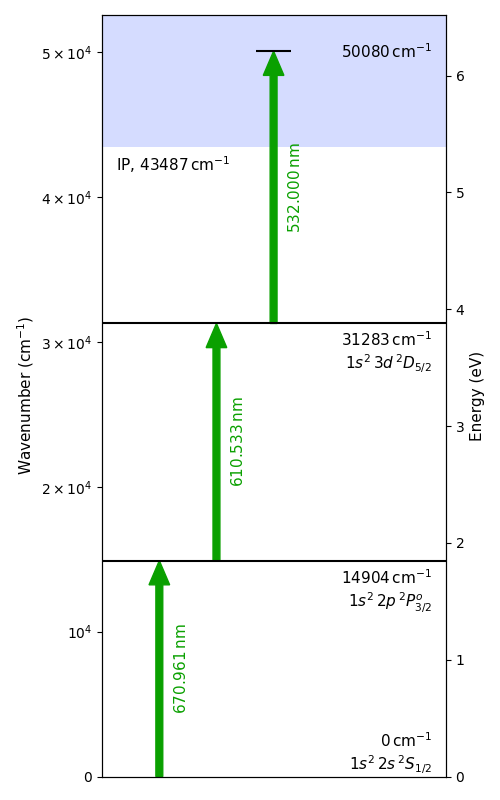 5 × 10⁴
50080 cm⁻¹
6
IP, 43487 cm⁻¹
532.000 nm
4 × 10⁴
5
4
Wavenumber (cm⁻¹)
3 × 10⁴
31283 cm⁻¹
1s² 3d ²D₅/₂
Energy (eV)
3
610.533 nm
2 × 10⁴
2
14904 cm⁻¹
1s² 2p ²Pᵒ₃/₂
10⁴
670.961 nm
1
0 cm⁻¹
1s² 2s ²S₁/₂
0
0